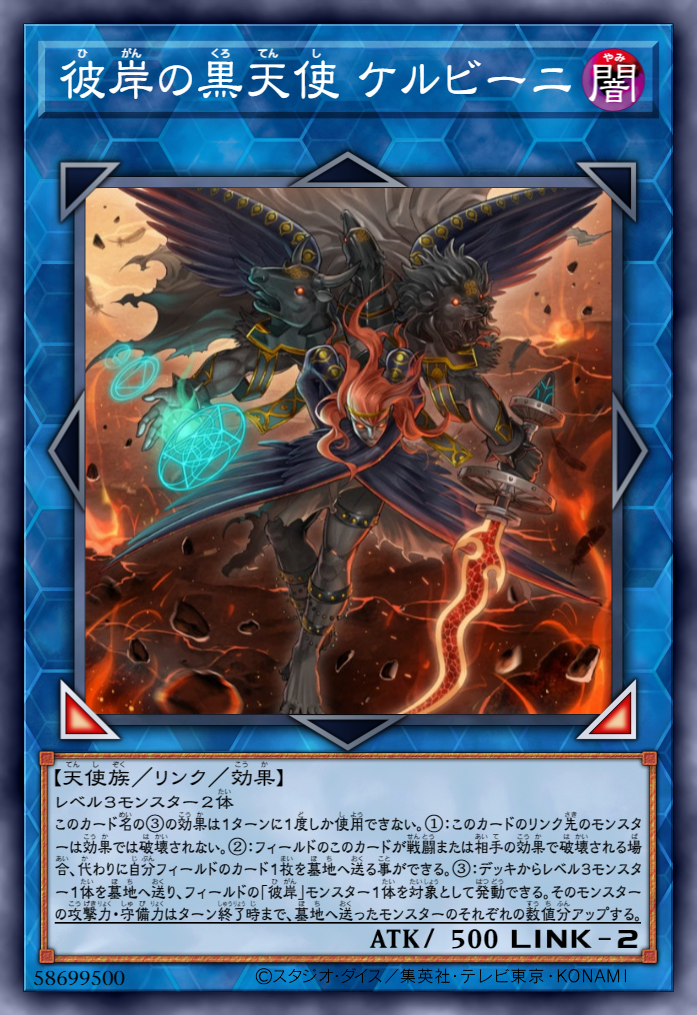 彼岸の黒天使 ケルビーニ
闇
【天使族／リンク／効果】
レベル３モンスター２体
このカード名の③の効果は１ターンに１度しか使用できない。①：このカードのリンク先のモンスタ
ーは効果では破壊されない。②：フィールドのこのカードが戦闘または相手の効果で破壊される場
合、代わりに自分フィールドのカード１枚を墓地へ送る事ができる。③：デッキからレベル３モンスタ
ー１体を墓地へ送り、フィールドの「彼岸」モンスター１体を対象として発動できる。そのモンスター
の攻撃力・守備力はターン終了時まで、墓地へ送ったモンスターのそれぞれの数値分アップする。
ATK/ 500 LINK-2
58699500 ©スタジオ・ダイス／集英社・テレビ東京・KONAMI